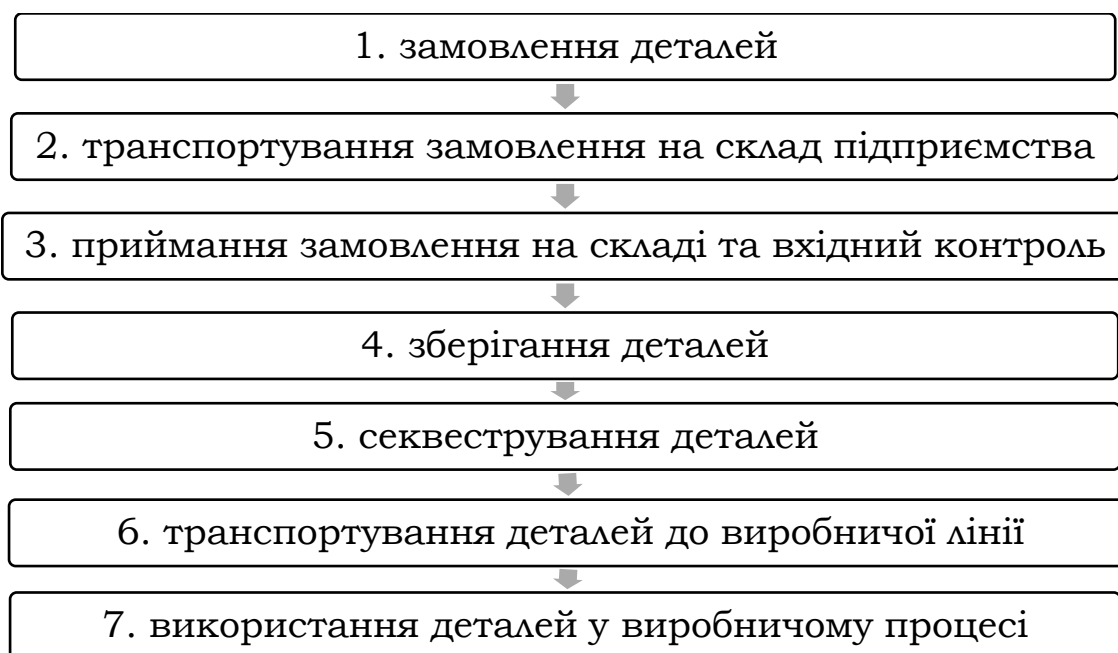 1. замовлення деталей
2. транспортування замовлення на склад підприємства
3. приймання замовлення на складі та вхідний контроль
4. зберігання деталей
5. секвестрування деталей
6. транспортування деталей до виробничої лінії
7. використання деталей у виробничому процесі